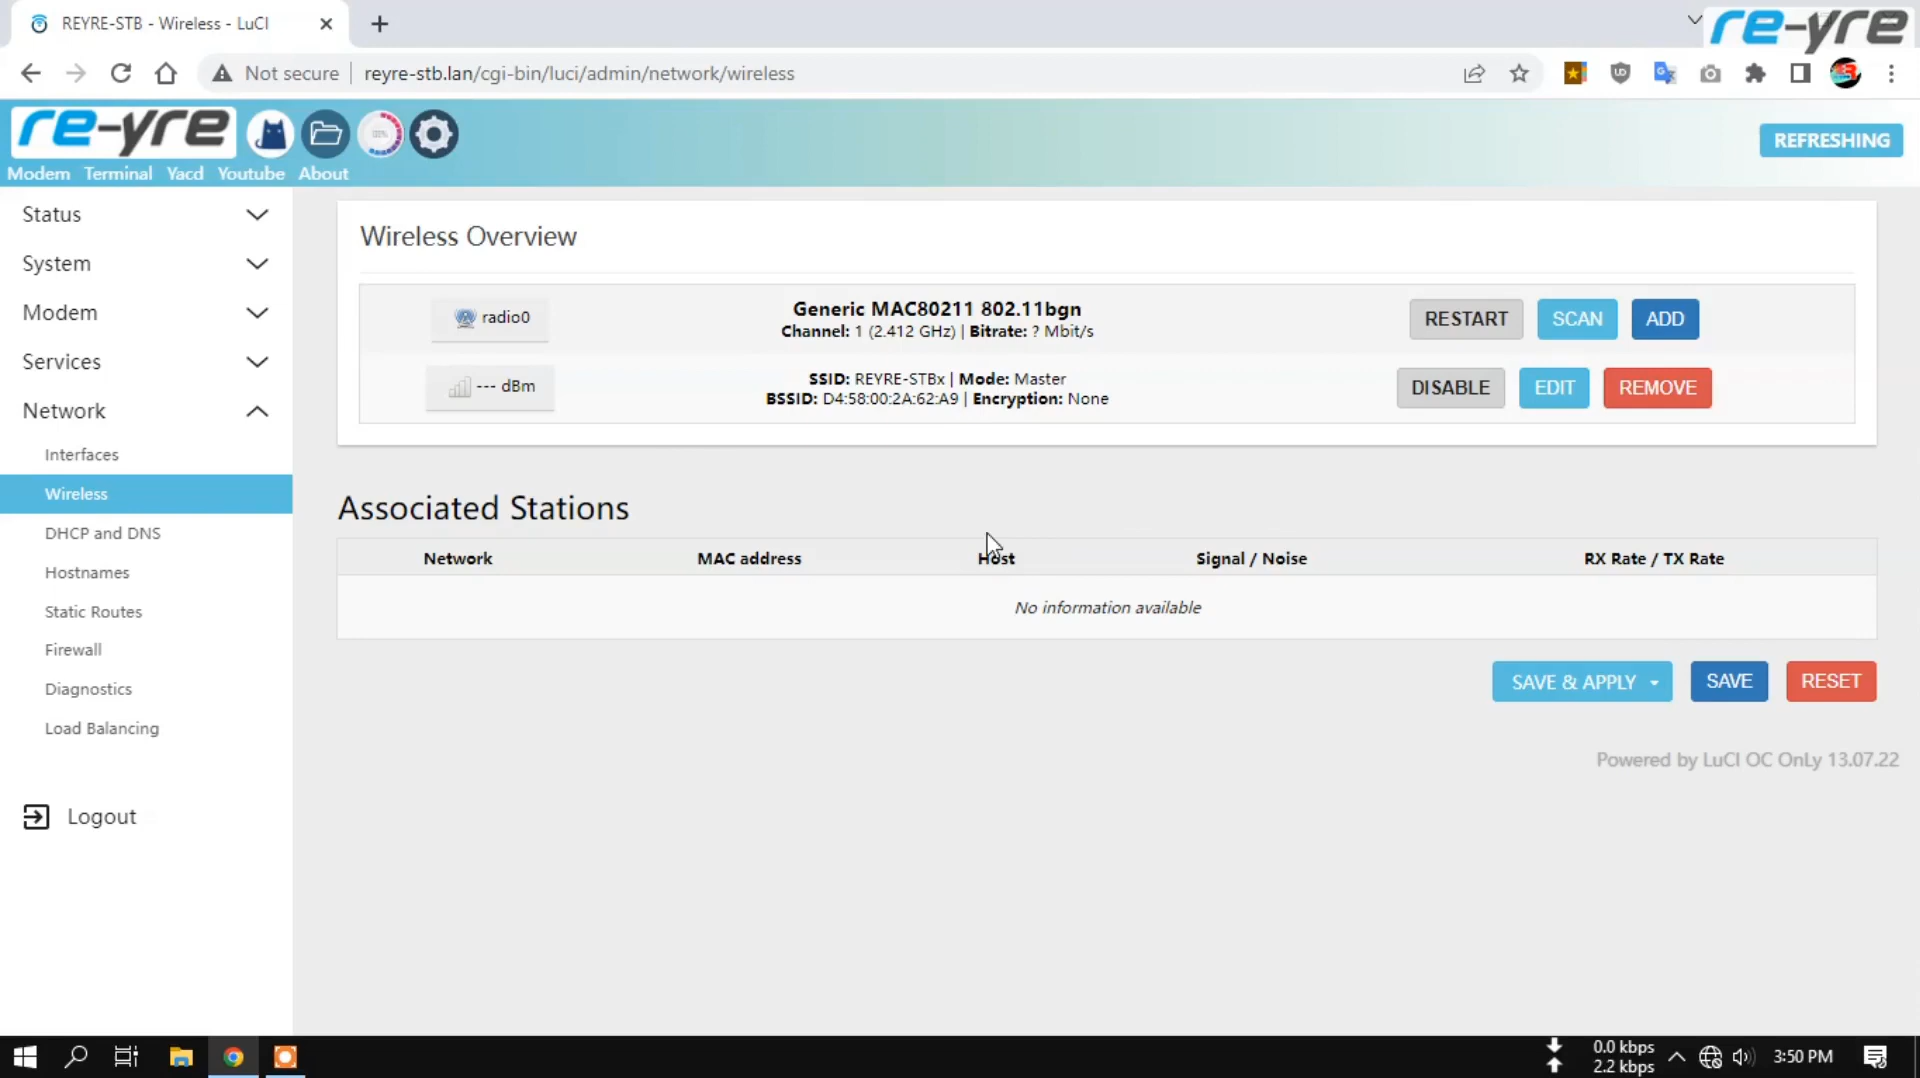 REYRE-STB - Wireless - LuCI
re-yre
Not secure
reyre-stb.lan/cgi-bin/luci/admin/network/wireless
re-yre
REFRESHING
Modem Terminal Yacd Youtube About
Status
System
Modem
Services
Network
Interfaces
Wireless
DHCP and DNS
Hostnames
Static Routes
Firewall
Diagnostics
Load Balancing
Logout
Wireless Overview
radio0
Generic MAC80211 802.11bgn
Channel: 1 (2.412 GHz) | Bitrate: ? Mbit/s
RESTART SCAN ADD
--- dBm
SSID: REYRE-STBx | Mode: Master
BSSID: D4:58:00:2A:62:A9 | Encryption: None
DISABLE EDIT REMOVE
Associated Stations
Network MAC address Host Signal / Noise RX Rate / TX Rate
No information available
SAVE & APPLY SAVE RESET
Powered by LuCI OC OnLy 13.07.22
0.0 kbps
2.2 kbps
3:50 PM